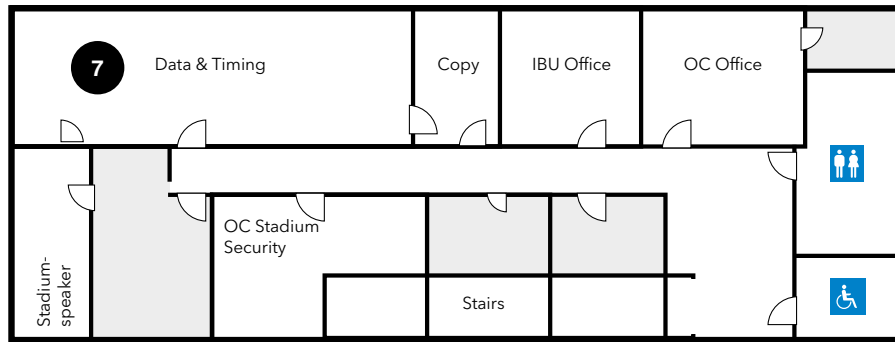 7
Data & Timing
Copy
IBU Office
OC Office
OC Stadium
Security
Stadium-
speaker
Stairs